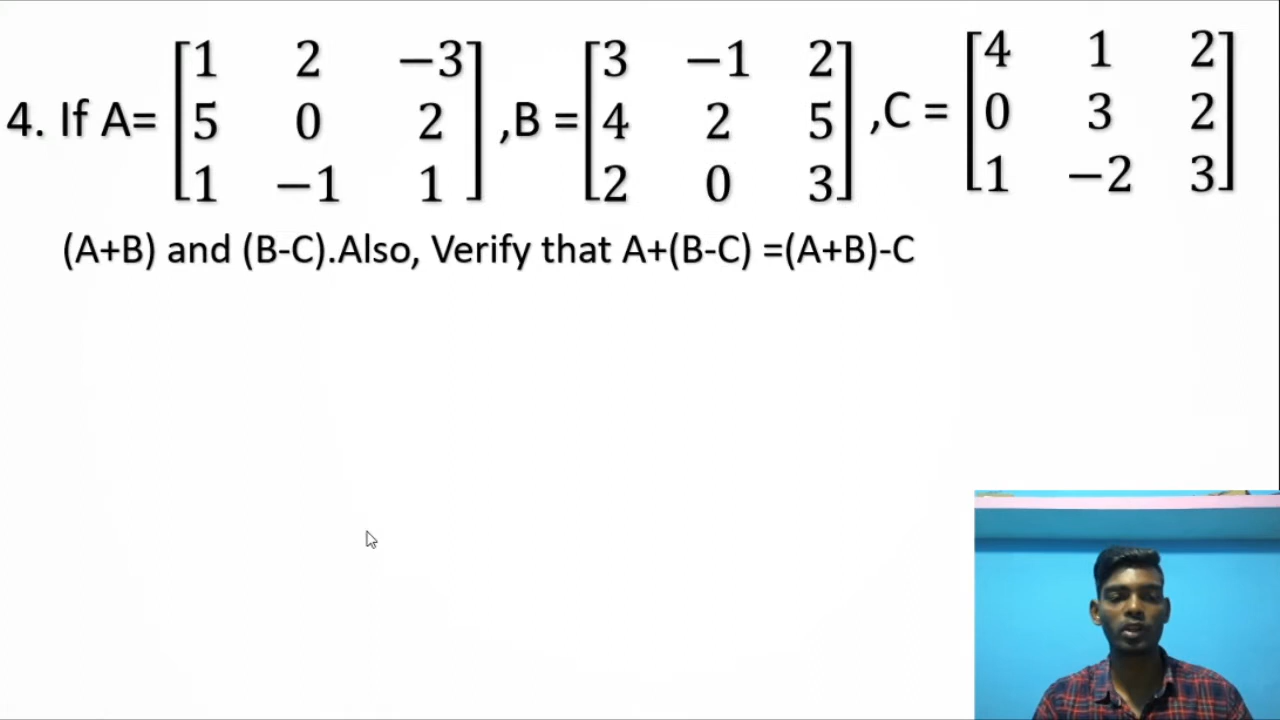 4. If A= [1 2 −3; 5 0 2; 1 −1 1] ,B = [3 −1 2; 4 2 5; 2 0 3] ,C = [4 1 2; 0 3 2; 1 −2 3]
(A+B) and (B-C).Also, Verify that A+(B-C) =(A+B)-C